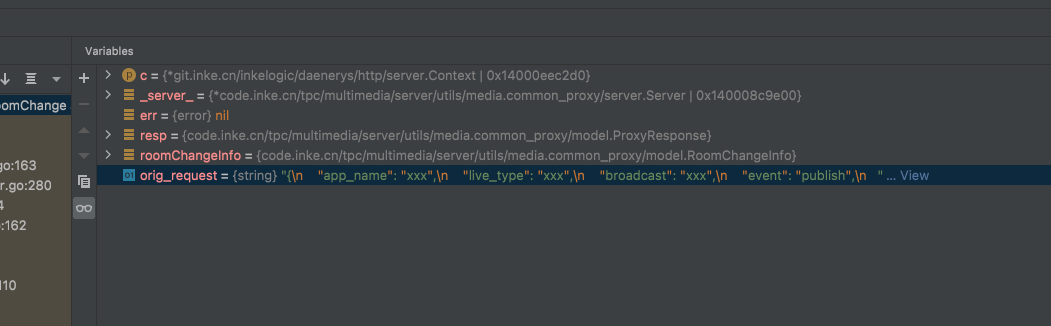 Variables
c = {*git.inke.cn/inkelogic/daenerys/http/server.Context | 0x14000eec2d0}
_server_ = {*code.inke.cn/tpc/multimedia/server/utils/media.common_proxy/server.Server | 0x140008c9e00}
oomChange
err = {error} nil
resp = {code.inke.cn/tpc/multimedia/server/utils/media.common_proxy/model.ProxyResponse}
roomChangeInfo = {code.inke.cn/tpc/multimedia/server/utils/media.common_proxy/model.RoomChangeInfo}
go:163
orig_request = {string} "{\n    "app_name": "xxx",\n    "live_type": "xxx",\n    "broadcast": "xxx",\n    "event": "publish",\n    " ... View
r.go:280
4
o:162
110